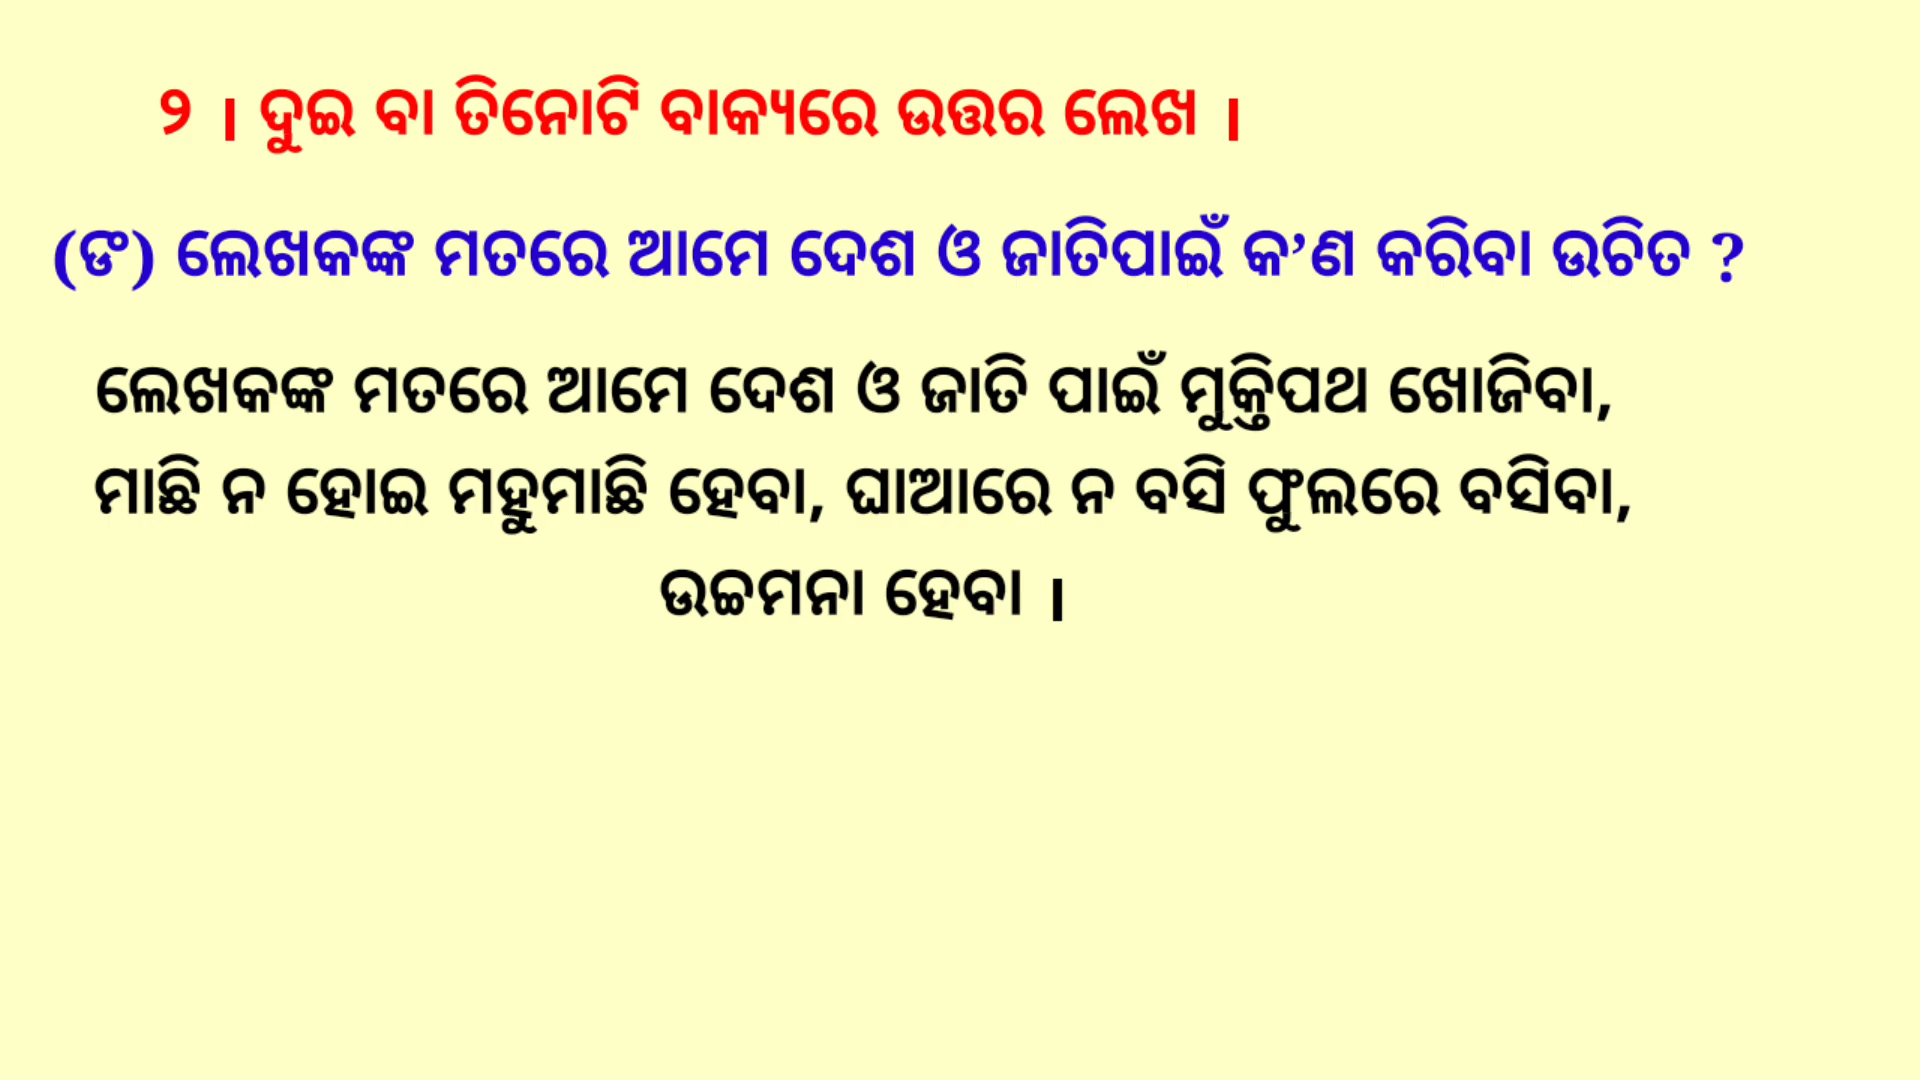 ୨ । ଦୁଇ ବା ତିନୋଟି ବାକ୍ୟରେ ଉତ୍ତର ଲେଖ ।
(ଙ) ଲେଖକଙ୍କ ମତରେ ଆମେ ଦେଶ ଓ ଜାତିପାଇଁ କ’ଣ କରିବା ଉଚିତ ?
ଲେଖକଙ୍କ ମତରେ ଆମେ ଦେଶ ଓ ଜାତି ପାଇଁ ମୁକ୍ତିପଥ ଖୋଜିବା,
ମାଛି ନ ହୋଇ ମହୁମାଛି ହେବା, ଘାଆରେ ନ ବସି ଫୁଲରେ ବସିବା,
ଉଚ୍ଚମନା ହେବା ।